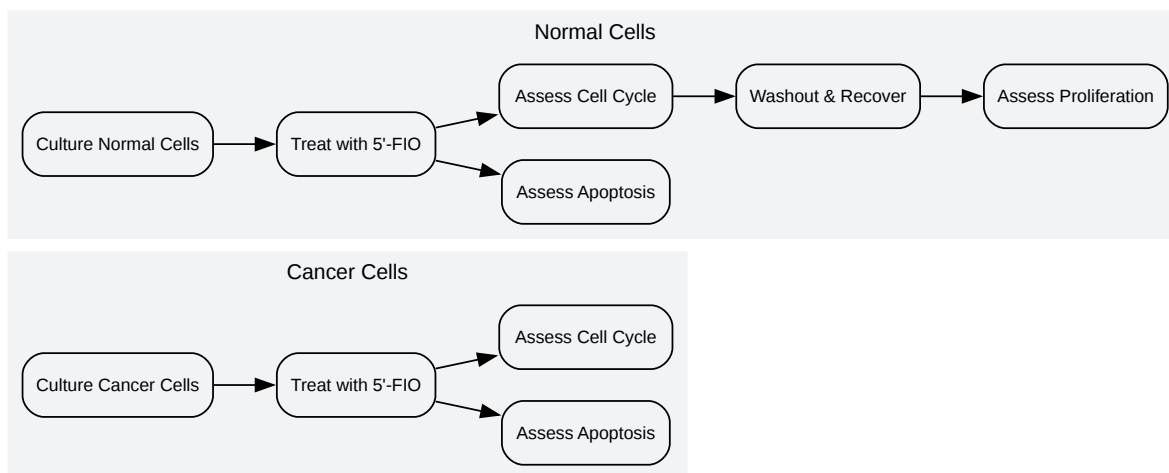 Normal Cells
Culture Normal Cells
Treat with 5'-FIO
Assess Cell Cycle
Washout & Recover
Assess Proliferation
Assess Apoptosis
Cancer Cells
Culture Cancer Cells
Treat with 5'-FIO
Assess Cell Cycle
Assess Apoptosis